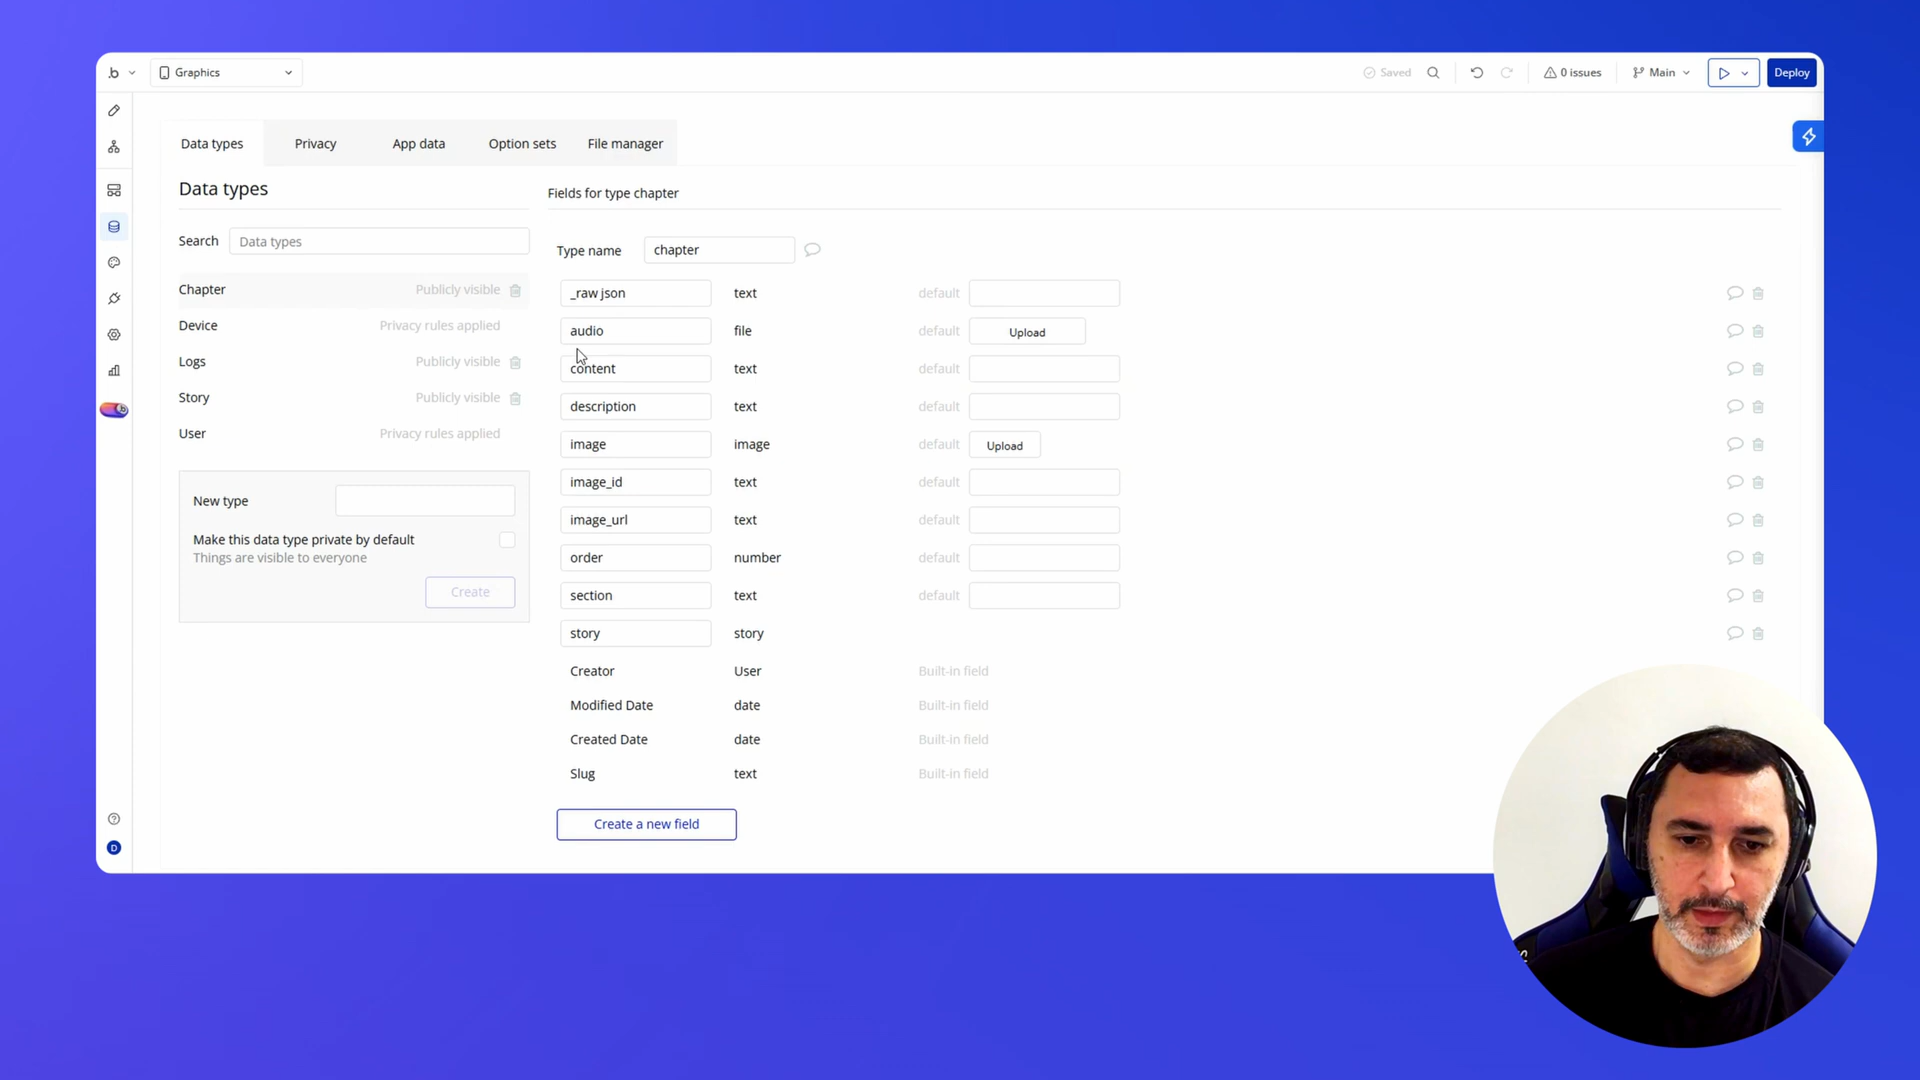 .b Graphics Saved 0 issues Main Deploy
Data types Privacy App data Option sets File manager
Data types
Search Data types
Chapter Publicly visible
Device Privacy rules applied
Logs Publicly visible
Story Publicly visible
User Privacy rules applied
New type
Make this data type private by default
Things are visible to everyone
Create
Fields for type chapter
Type name chapter
_raw json text default
audio file default Upload
content text default
description text default
image image default Upload
image_id text default
image_url text default
order number default
section text default
story story
Creator User Built-in field
Modified Date date Built-in field
Created Date date Built-in field
Slug text Built-in field
Create a new field
D